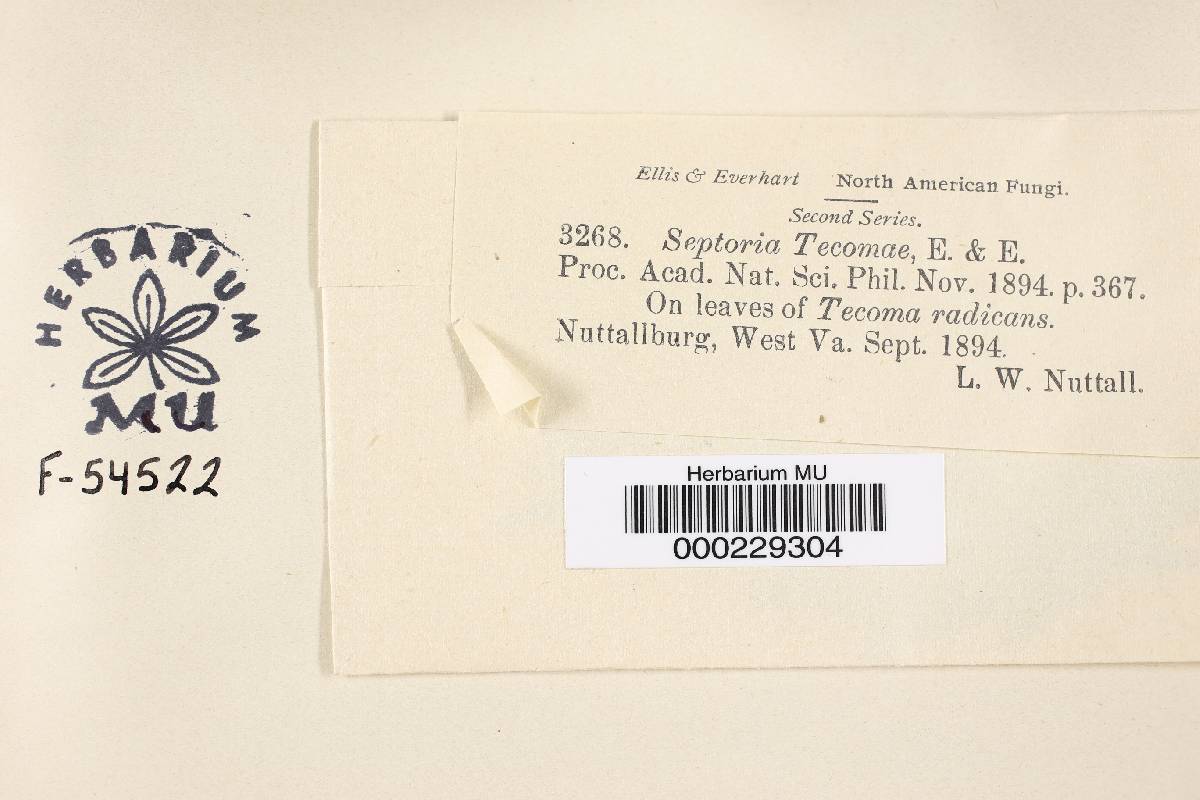 Ellis & Everhart North American Fungi.
Second Series.
3268. Septoria Tecomae, E. & E.
Proc. Acad. Nat. Sci. Phil. Nov. 1894. p. 367.
On leaves of Tecoma radicans.
Nuttallburg, West Va. Sept. 1894.
L. W. Nuttall.
HERBARIUM
MU
F-54522
Herbarium MU
000229304